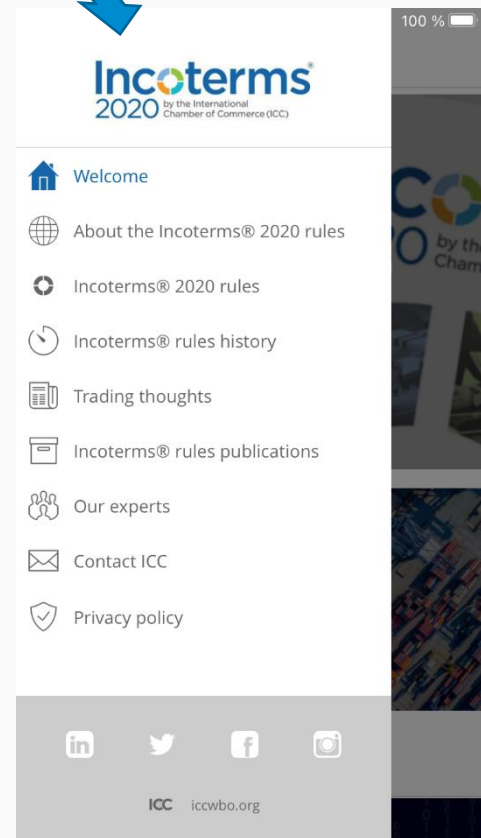 100 %
Incoterms®
2020 by the International
Chamber of Commerce (ICC)
Welcome
About the Incoterms® 2020 rules
Incoterms® 2020 rules
Incoterms® rules history
Trading thoughts
Incoterms® rules publications
Our experts
Contact ICC
Privacy policy
ICC iccwbo.org